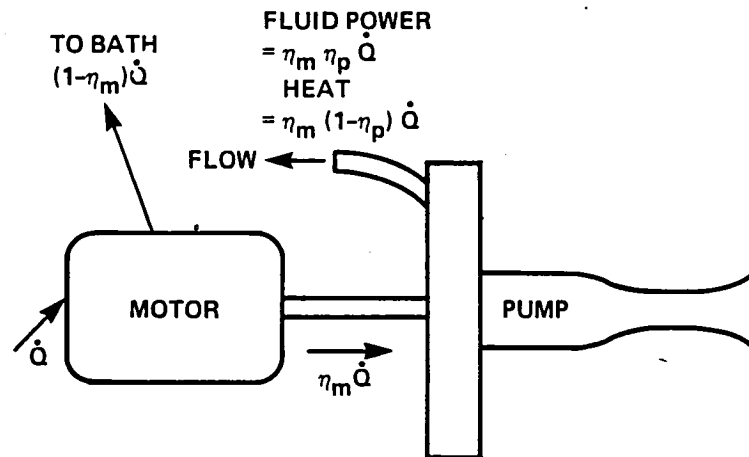 FLUID POWER
= ηm ηp Q̇
HEAT
= ηm (1-ηp) Q̇
TO BATH
(1-ηm)Q̇
FLOW
MOTOR
PUMP
Q̇
ηmQ̇